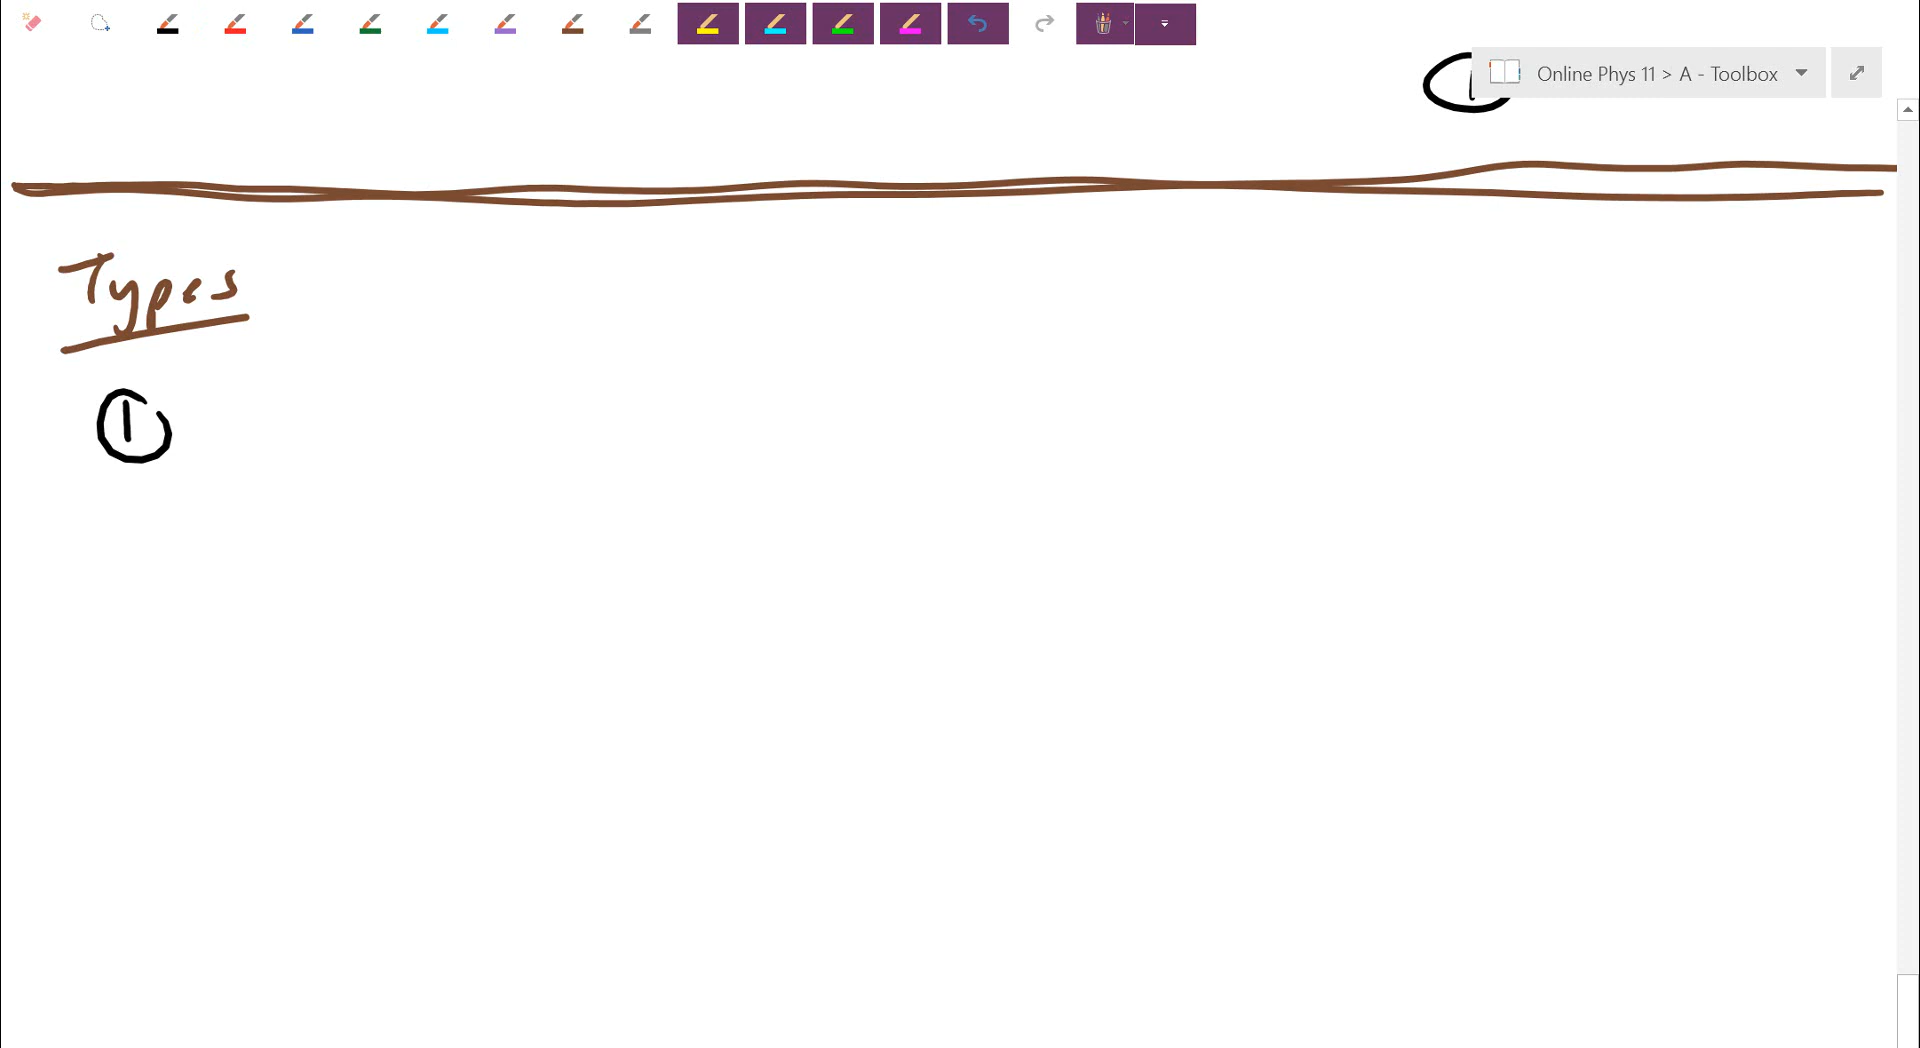 Online Phys 11 > A - Toolbox
Types
①